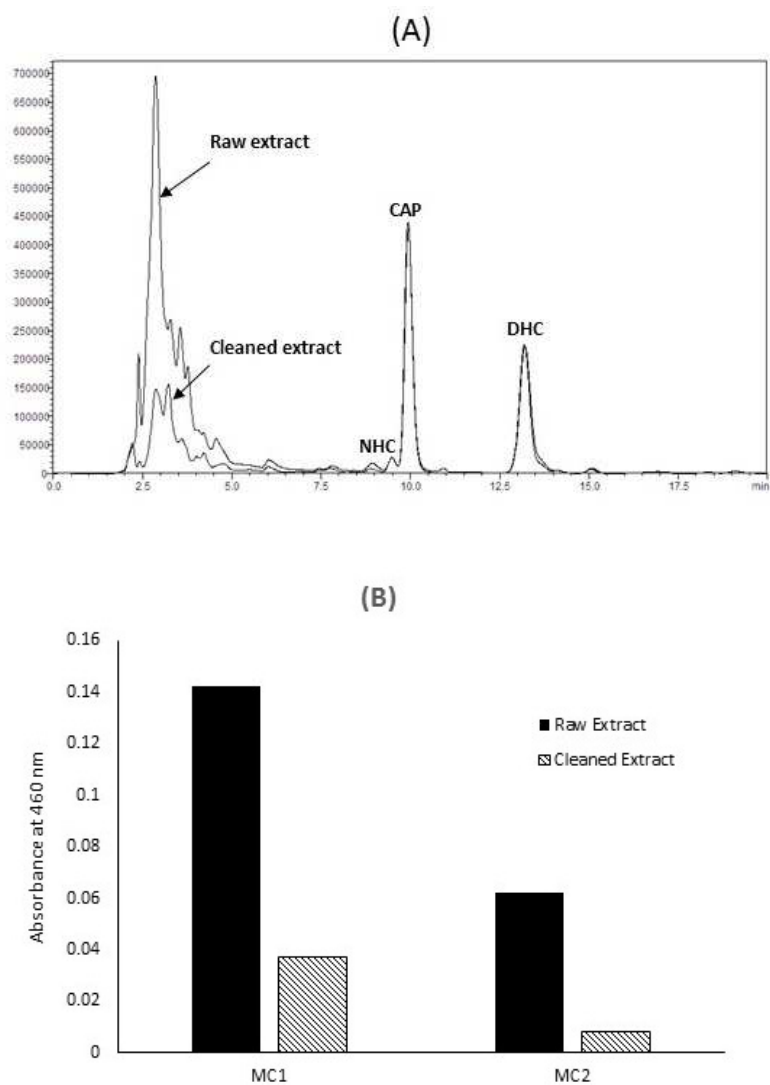 (A)
700000
650000
600000
550000
500000
450000
400000
350000
300000
250000
200000
150000
100000
50000
0
Raw extract
Cleaned extract
NHC
CAP
DHC
0.0 2.5 5.0 7.5 10.0 12.5 15.0 17.5 min
(B)
Absorbance at 460 nm
0.16
0.14
0.12
0.1
0.08
0.06
0.04
0.02
0
Raw Extract
Cleaned Extract
MC1 MC2